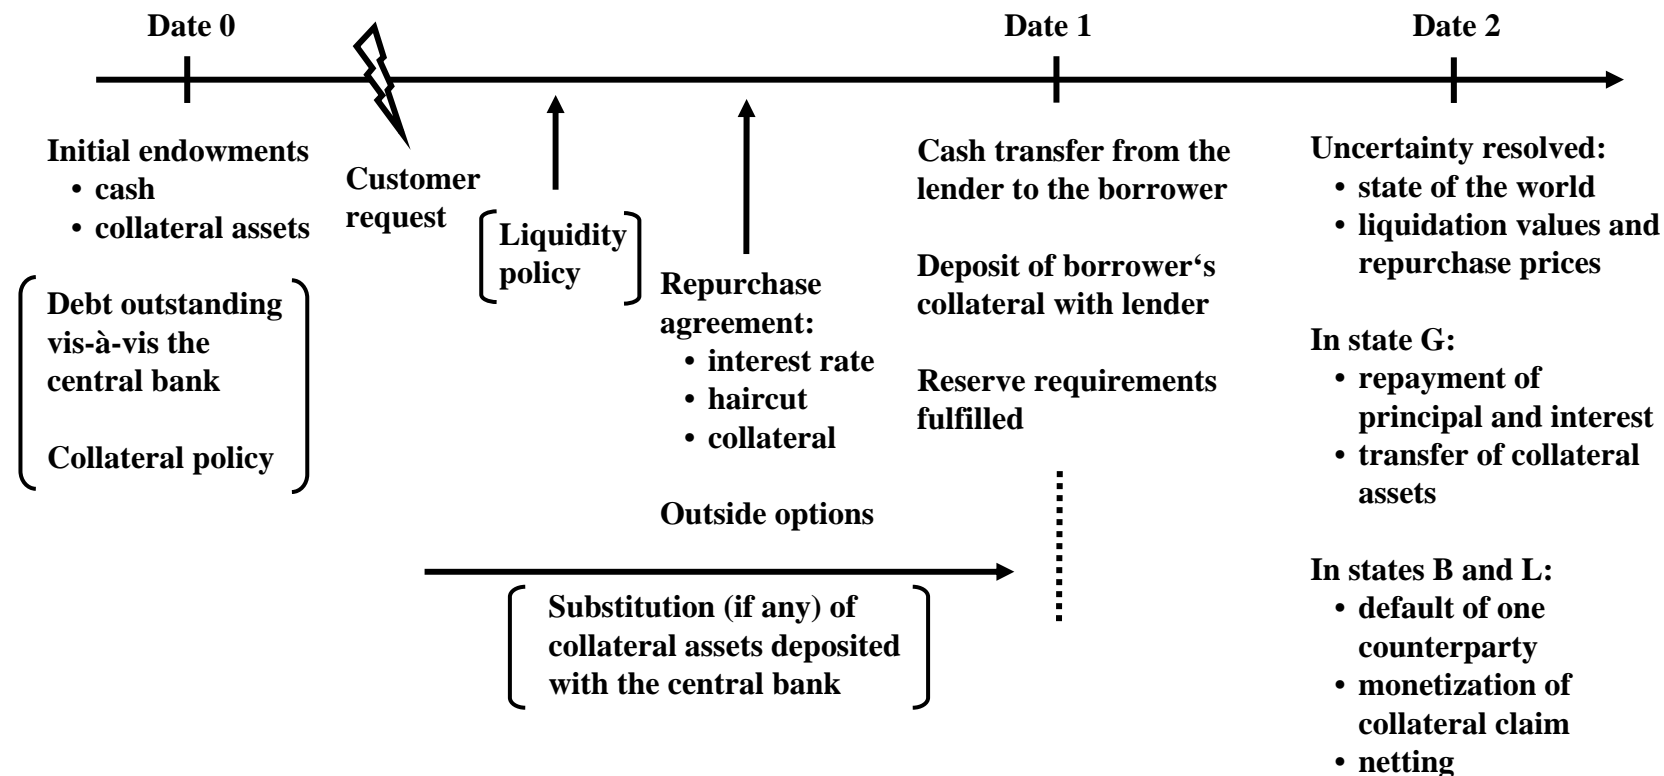 Date 0
Date 1
Date 2
Initial endowments
• cash
• collateral assets
Debt outstanding
vis-à-vis the
central bank
Collateral policy
Customer
request
Liquidity
policy
Repurchase
agreement:
• interest rate
• haircut
• collateral
Outside options
Substitution (if any) of
collateral assets deposited
with the central bank
Cash transfer from the
lender to the borrower
Deposit of borrower‘s
collateral with lender
Reserve requirements
fulfilled
Uncertainty resolved:
• state of the world
• liquidation values and
repurchase prices
In state G:
• repayment of
principal and interest
• transfer of collateral
assets
In states B and L:
• default of one
counterparty
• monetization of
collateral claim
• netting